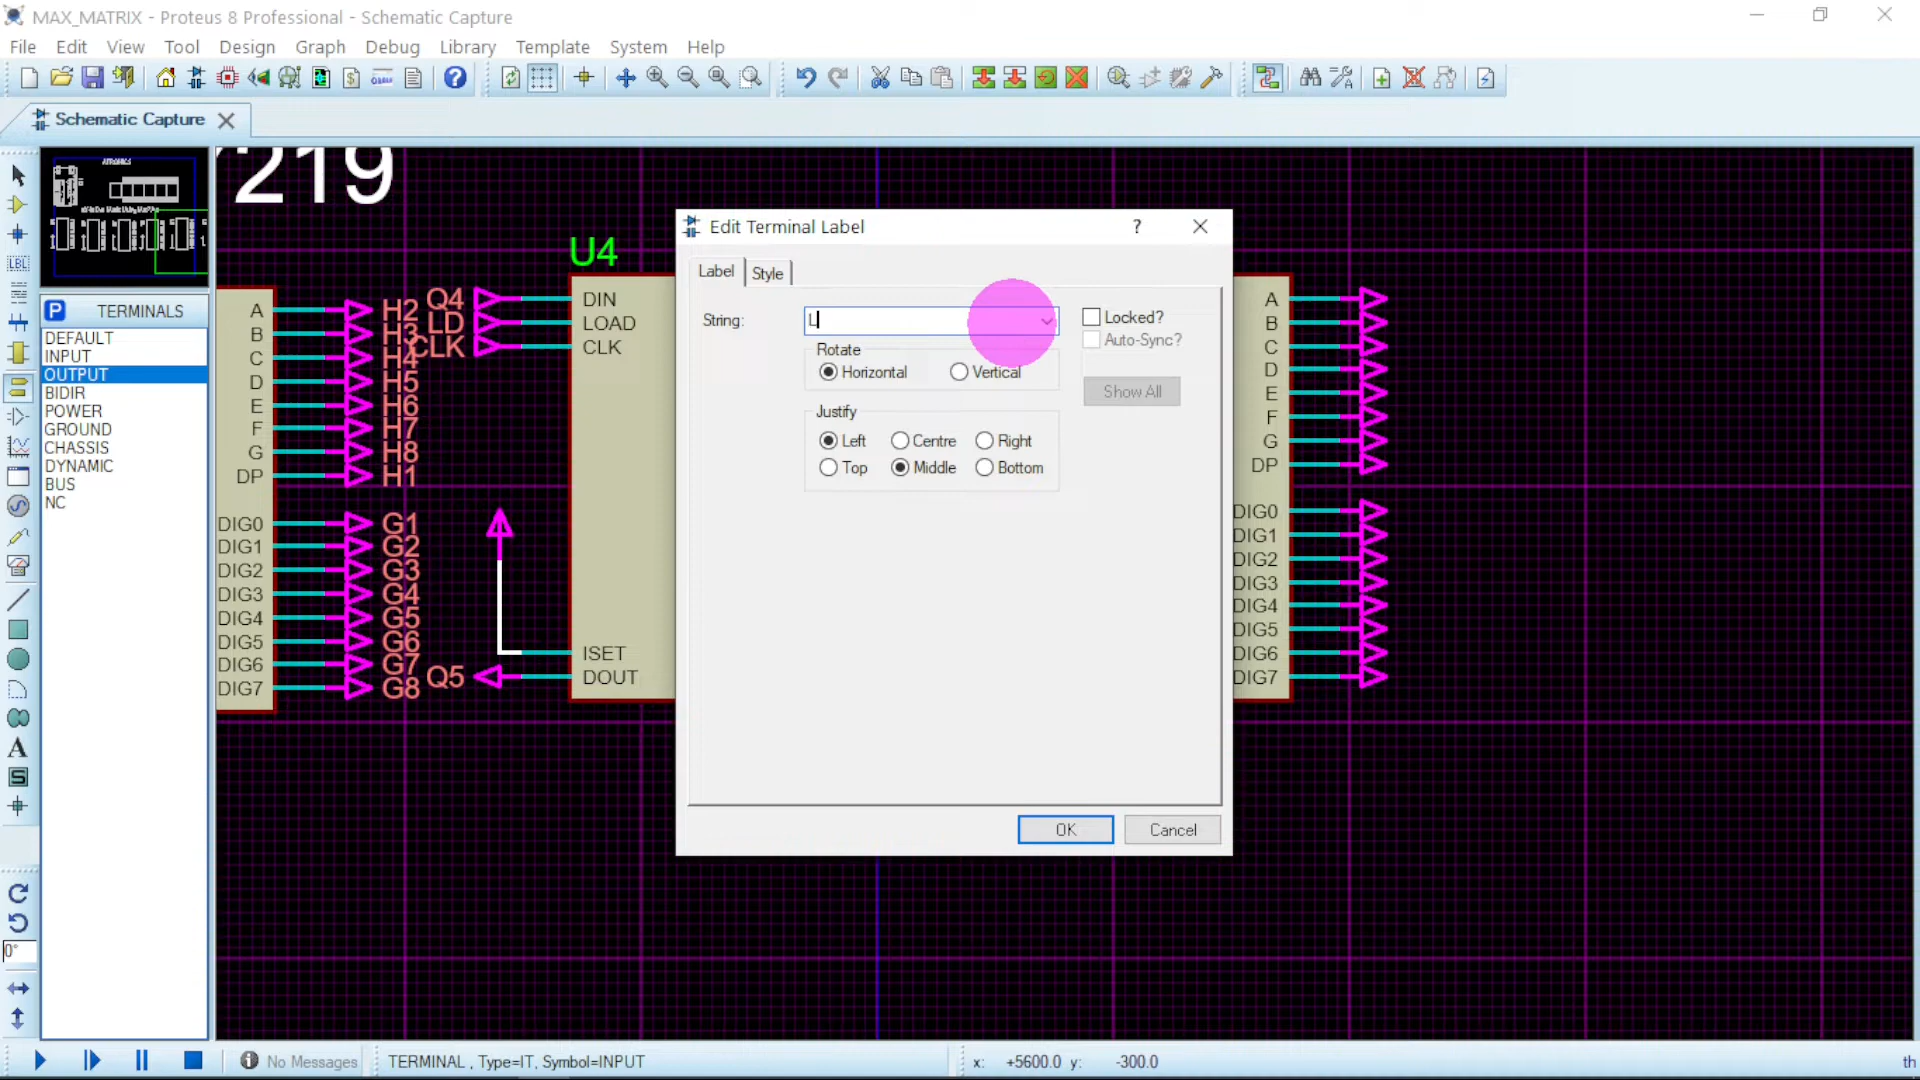 MAX_MATRIX - Proteus 8 Professional - Schematic Capture
File Edit View Tool Design Graph Debug Library Template System Help
Schematic Capture
7219
P TERMINALS
DEFAULT
INPUT
OUTPUT
BIDIR
POWER
GROUND
CHASSIS
DYNAMIC
BUS
NC
LBL
A
S
0°
A H2
B H3
C H4
D H5
E H6
F H7
G H8
DP H1
DIG0 G1
DIG1 G2
DIG2 G3
DIG3 G4
DIG4 G5
DIG5 G6
DIG6 G7
DIG7 G8
U4
Q4 DIN
LD LOAD
CLK CLK
ISET
Q5 DOUT
Edit Terminal Label ?
Label Style
String: L
Locked?
Auto-Sync?
Show All
Rotate
Horizontal Vertical
Justify
Left Centre Right
Top Middle Bottom
OK Cancel
A
B
C
D
E
F
G
DP
DIG0
DIG1
DIG2
DIG3
DIG4
DIG5
DIG6
DIG7
No Messages TERMINAL , Type=IT, Symbol=INPUT x: +5600.0 y: -300.0 th